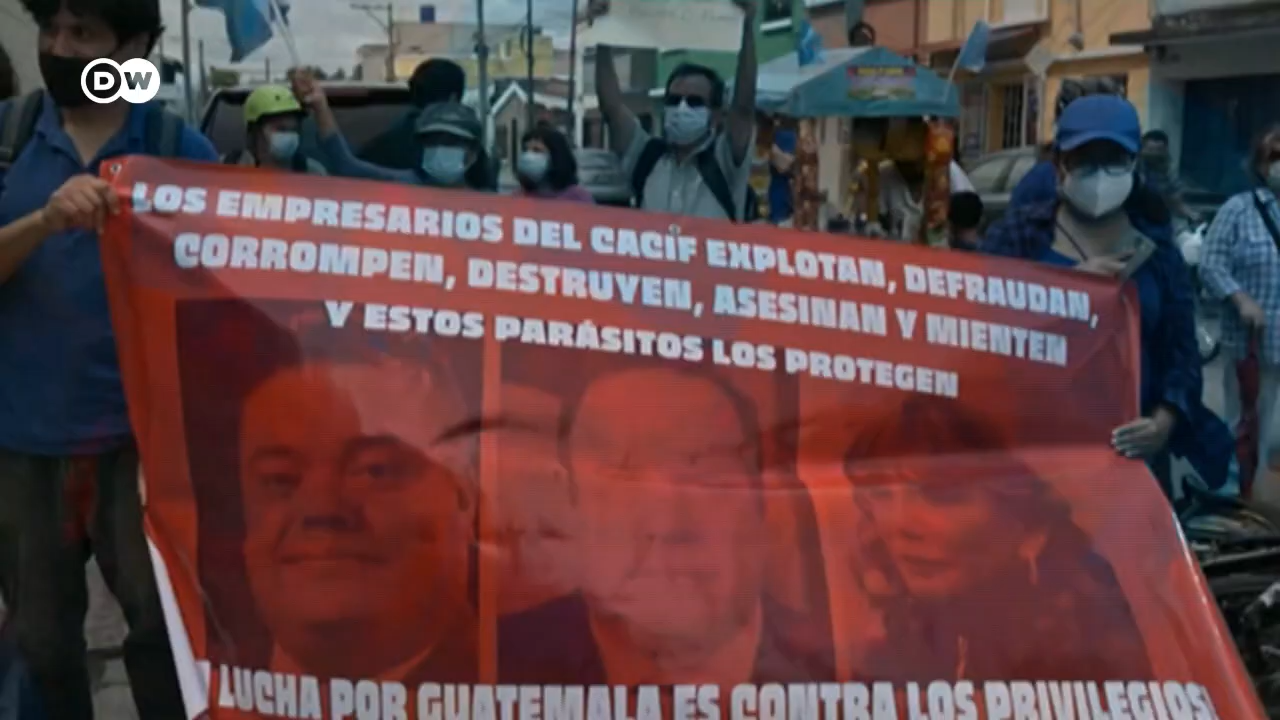 DW
LOS EMPRESARIOS DEL CACIF EXPLOTAN, DEFRAUDAN,
CORROMPEN, DESTRUYEN, ASESINAN Y MIENTEN
Y ESTOS PARÁSITOS LOS PROTEGEN
LUCHA POR GUATEMALA ES CONTRA LOS PRIVILEGIOS